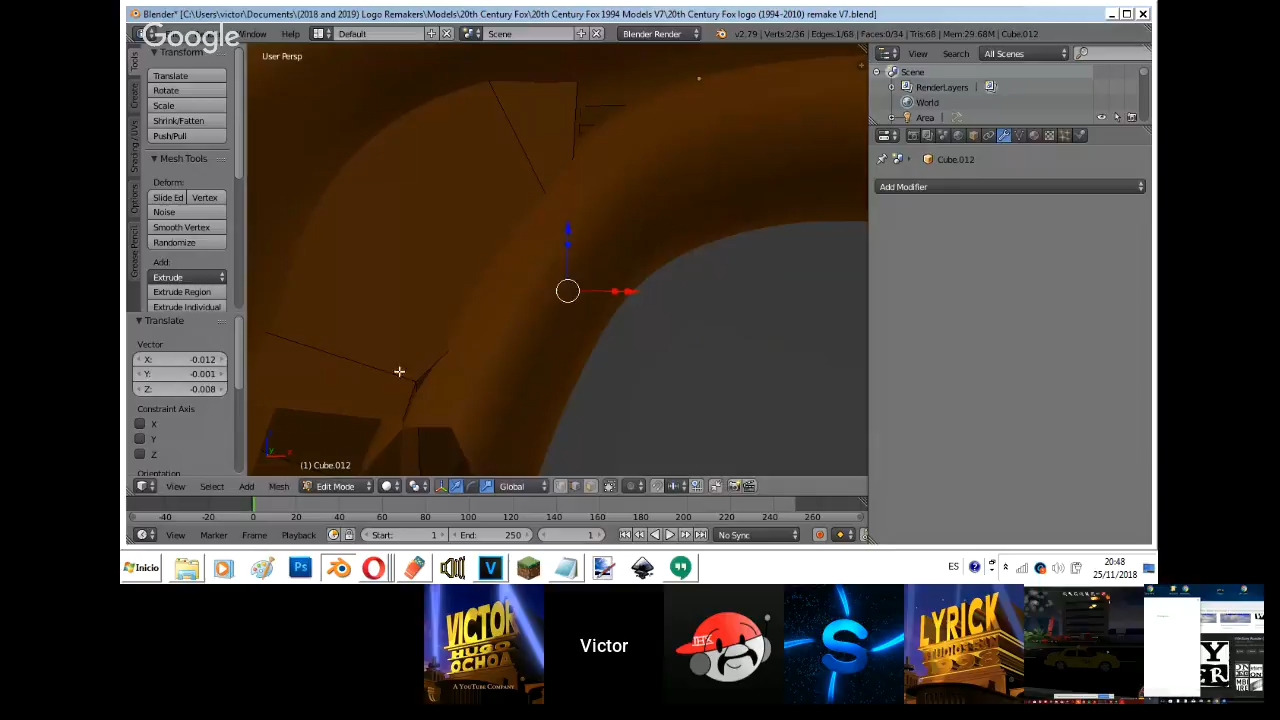 Blender* [C:\Users\victor\Documents\(2018 and 2019) Logo Remakers\Models\20th Century Fox\20th Century Fox 1994 Models V7\20th Century Fox logo (1994-2010) remake V7.blend]
Google
Window
Default
Scene
Blender Render
v2.79 | Verts:2/36 | Edges:1/68 | Faces:0/34 | Tris:68 | Mem:29.68M | Cube.012
Transform
User Persp
View
Search
All Scenes
Tools
Create
Shading / UVs
Options
Grease Pencil
Translate
Rotate
Scale
Shrink/Fatten
Push/Pull
Scene
RenderLayers
World
Area
Mesh Tools
Cube.012
Deform:
Add Modifier
Slide Ed
Vertex
Noise
Smooth Vertex
Randomize
Add:
Extrude
Extrude Region
Extrude Individual
Translate
Vector
X: -0.012
Y: -0.001
Z: -0.008
Constraint Axis
X
Y
Z
Orientation
(1) Cube.012
View
Select
Add
Mesh
Edit Mode
Global
-40 -20 0 20 40 60 80 100 120 140 160 180 200 220 240 260
View
Marker
Frame
Playback
Start: 1
End: 250
1
No Sync
Inicio
Ps
V
ES
20:48
25/11/2018
VICTOR
HUGO
OCHOA
A YOUTUBE COMPANY
Victor
S
LYRICK
STUDIOS